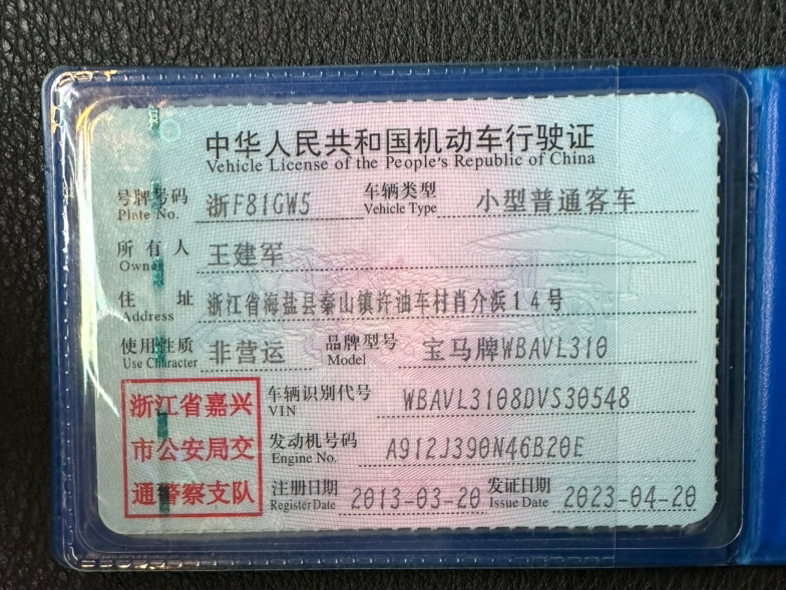 中华人民共和国机动车行驶证
Vehicle License of the People's Republic of China
号牌号码 浙F81GW5 车辆类型 小型普通客车
Plate No. Vehicle Type
所有人 王建军
Owner
住址 浙江省海盐县秦山镇许油车村肖介浜14号
Address
使用性质 非营运 品牌型号 宝马牌WBAVL310
Use Character Model
浙江省嘉兴
市公安局交
通警察支队
车辆识别代号 WBAVL3108DVS30548
VIN
发动机号码 A912J390N46B20E
Engine No.
注册日期 2013-03-20 发证日期 2023-04-20
Register Date Issue Date